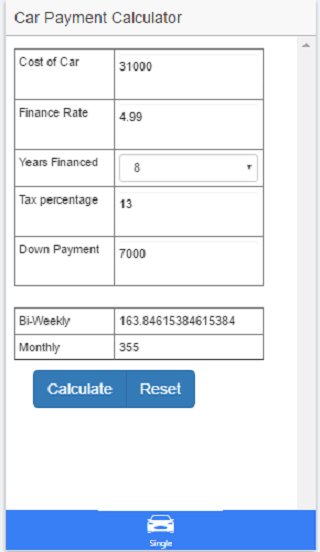 Car Payment Calculator
Cost of Car 31000
Finance Rate 4.99
Years Financed 8
Tax percentage 13
Down Payment 7000
Bi-Weekly 163.84615384615384
Monthly 355
Calculate Reset
Single